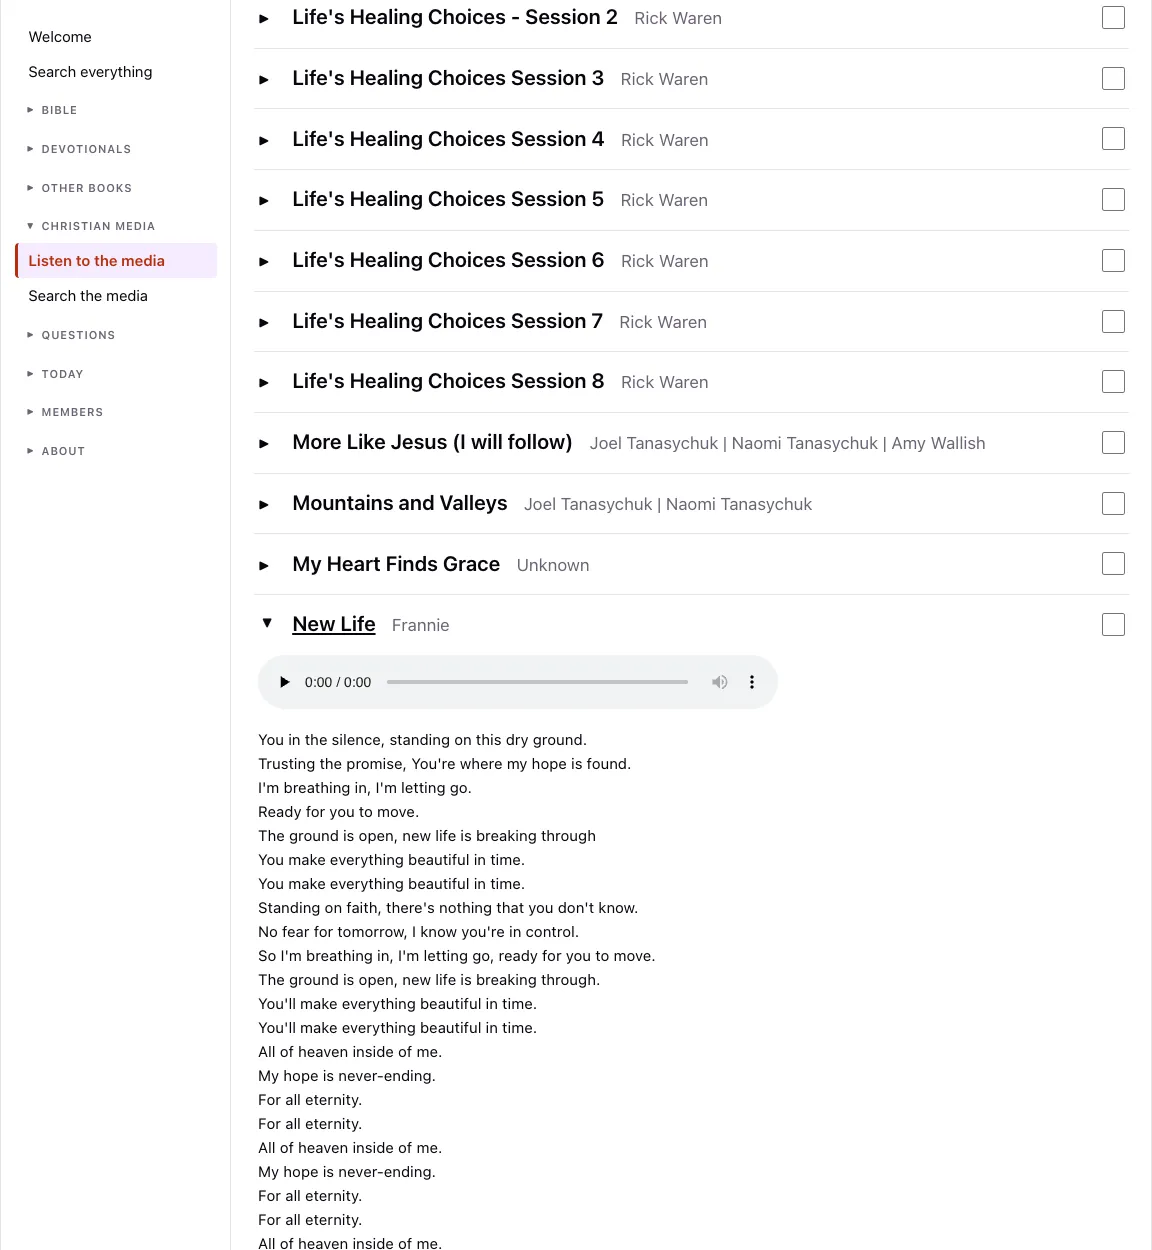 Welcome
Search everything
BIBLE
DEVOTIONALS
OTHER BOOKS
CHRISTIAN MEDIA
Listen to the media
Search the media
QUESTIONS
TODAY
MEMBERS
ABOUT
Life's Healing Choices - Session 2 Rick Waren
Life's Healing Choices Session 3 Rick Waren
Life's Healing Choices Session 4 Rick Waren
Life's Healing Choices Session 5 Rick Waren
Life's Healing Choices Session 6 Rick Waren
Life's Healing Choices Session 7 Rick Waren
Life's Healing Choices Session 8 Rick Waren
More Like Jesus (I will follow) Joel Tanasychuk | Naomi Tanasychuk | Amy Wallish
Mountains and Valleys Joel Tanasychuk | Naomi Tanasychuk
My Heart Finds Grace Unknown
New Life Frannie
0:00 / 0:00
You in the silence, standing on this dry ground.
Trusting the promise, You're where my hope is found.
I'm breathing in, I'm letting go.
Ready for you to move.
The ground is open, new life is breaking through
You make everything beautiful in time.
You make everything beautiful in time.
Standing on faith, there's nothing that you don't know.
No fear for tomorrow, I know you're in control.
So I'm breathing in, I'm letting go, ready for you to move.
The ground is open, new life is breaking through.
You'll make everything beautiful in time.
You'll make everything beautiful in time.
All of heaven inside of me.
My hope is never-ending.
For all eternity.
For all eternity.
All of heaven inside of me.
My hope is never-ending.
For all eternity.
For all eternity.
All of heaven inside of me.